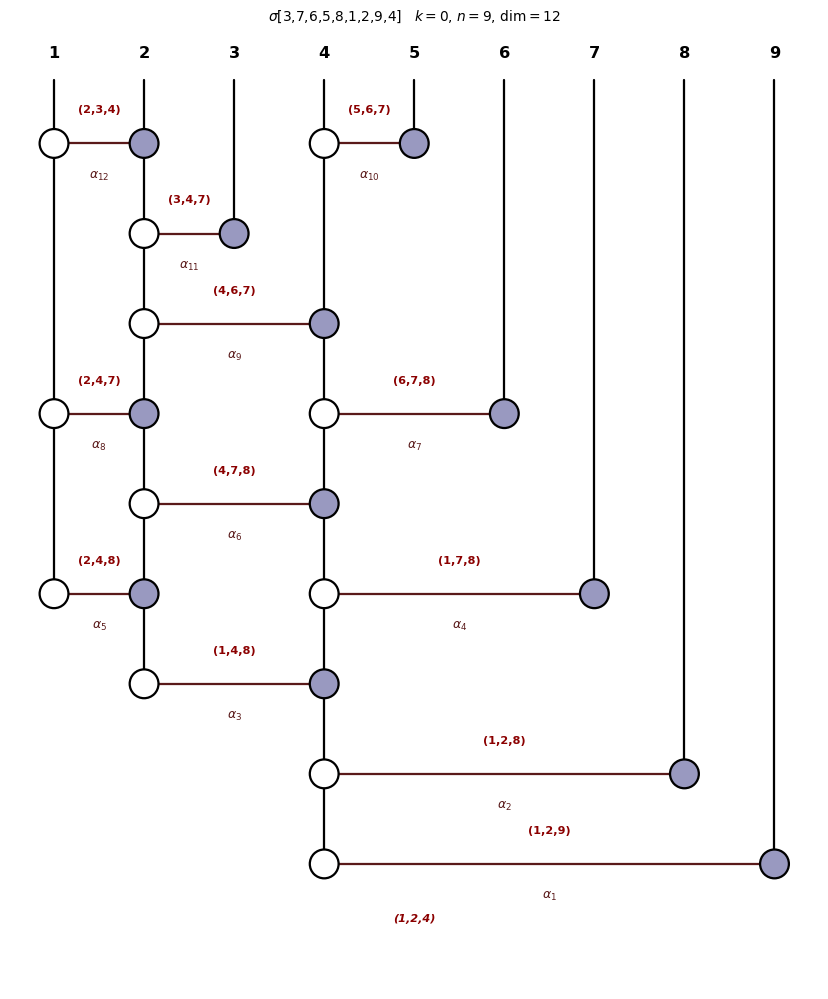 σ[3,7,6,5,8,1,2,9,4]   k = 0, n = 9, dim = 12
1 2 3 4 5 6 7 8 9
(2,3,4) (5,6,7)
α₁₂ α₁₀
(3,4,7)
α₁₁
(4,6,7)
α₉
(2,4,7) (6,7,8)
α₈ α₇
(4,7,8)
α₆
(2,4,8) (1,7,8)
α₅ α₄
(1,4,8)
α₃
(1,2,8)
α₂
(1,2,9)
α₁
(1,2,4)